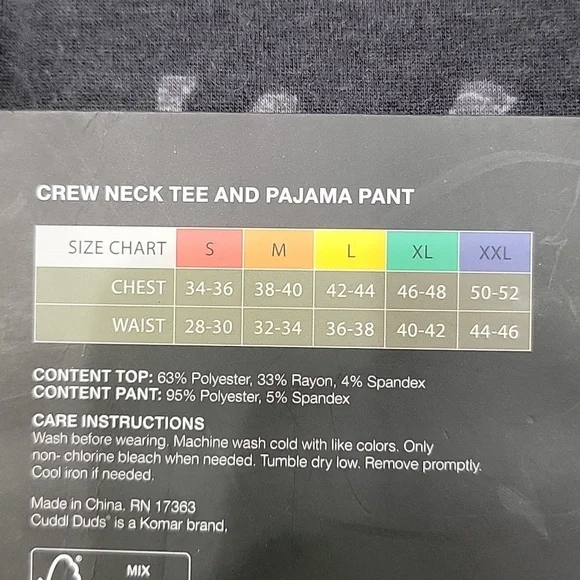 CREW NECK TEE AND PAJAMA PANT
SIZE CHART S M L XL XXL
CHEST 34-36 38-40 42-44 46-48 50-52
WAIST 28-30 32-34 36-38 40-42 44-46
CONTENT TOP: 63% Polyester, 33% Rayon, 4% Spandex
CONTENT PANT: 95% Polyester, 5% Spandex
CARE INSTRUCTIONS
Wash before wearing. Machine wash cold with like colors. Only
non- chlorine bleach when needed. Tumble dry low. Remove promptly.
Cool iron if needed.
Made in China. RN 17363
Cuddl Duds® is a Komar brand.
MIX